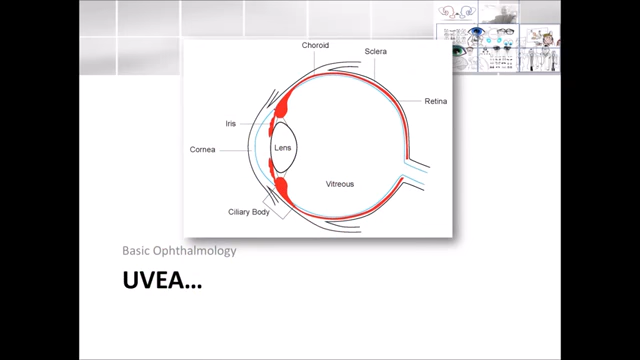 Choroid
Sclera
Retina
Iris
Cornea
Lens
Vitreous
Ciliary Body
Basic Ophthalmology
UVEA...